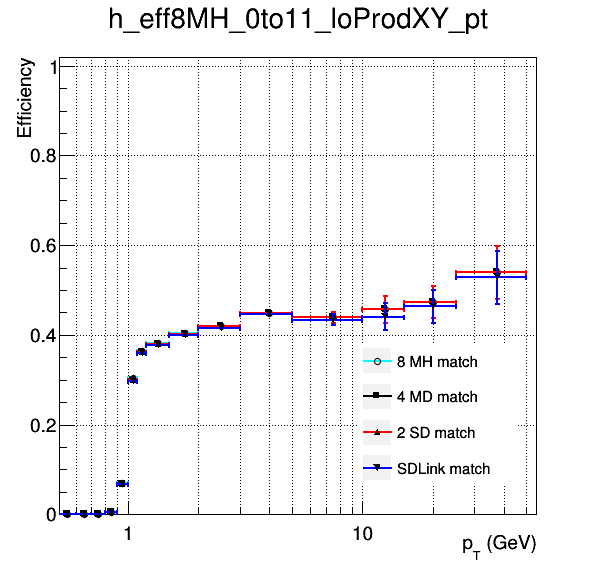 h_eff8MH_0to11_loProdXY_pt
Efficiency
1
0.8
0.6
0.4
0.2
0
8 MH match
4 MD match
2 SD match
SDLink match
1
10
p_T (GeV)